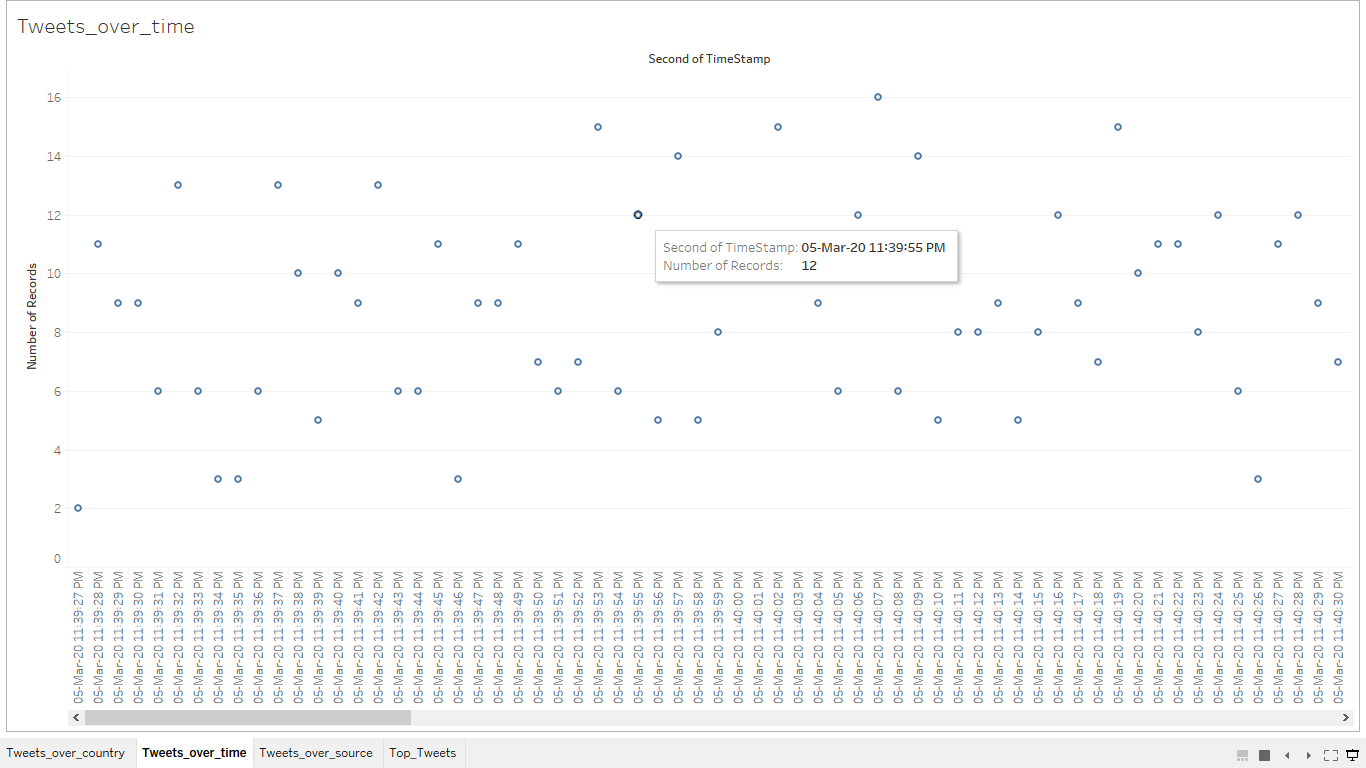 Tweets_over_time
Second of TimeStamp
Number of Records
16
14
12
10
8
6
4
2
0
Second of TimeStamp: 05-Mar-20 11:39:55 PM
Number of Records: 12
05-Mar-20 11:39:27 PM
05-Mar-20 11:39:28 PM
05-Mar-20 11:39:29 PM
05-Mar-20 11:39:30 PM
05-Mar-20 11:39:31 PM
05-Mar-20 11:39:32 PM
05-Mar-20 11:39:33 PM
05-Mar-20 11:39:34 PM
05-Mar-20 11:39:35 PM
05-Mar-20 11:39:36 PM
05-Mar-20 11:39:37 PM
05-Mar-20 11:39:38 PM
05-Mar-20 11:39:39 PM
05-Mar-20 11:39:40 PM
05-Mar-20 11:39:41 PM
05-Mar-20 11:39:42 PM
05-Mar-20 11:39:43 PM
05-Mar-20 11:39:44 PM
05-Mar-20 11:39:45 PM
05-Mar-20 11:39:46 PM
05-Mar-20 11:39:47 PM
05-Mar-20 11:39:48 PM
05-Mar-20 11:39:49 PM
05-Mar-20 11:39:50 PM
05-Mar-20 11:39:51 PM
05-Mar-20 11:39:52 PM
05-Mar-20 11:39:53 PM
05-Mar-20 11:39:54 PM
05-Mar-20 11:39:55 PM
05-Mar-20 11:39:56 PM
05-Mar-20 11:39:57 PM
05-Mar-20 11:39:58 PM
05-Mar-20 11:39:59 PM
05-Mar-20 11:40:00 PM
05-Mar-20 11:40:01 PM
05-Mar-20 11:40:02 PM
05-Mar-20 11:40:03 PM
05-Mar-20 11:40:04 PM
05-Mar-20 11:40:05 PM
05-Mar-20 11:40:06 PM
05-Mar-20 11:40:07 PM
05-Mar-20 11:40:08 PM
05-Mar-20 11:40:09 PM
05-Mar-20 11:40:10 PM
05-Mar-20 11:40:11 PM
05-Mar-20 11:40:12 PM
05-Mar-20 11:40:13 PM
05-Mar-20 11:40:14 PM
05-Mar-20 11:40:15 PM
05-Mar-20 11:40:16 PM
05-Mar-20 11:40:17 PM
05-Mar-20 11:40:18 PM
05-Mar-20 11:40:19 PM
05-Mar-20 11:40:20 PM
05-Mar-20 11:40:21 PM
05-Mar-20 11:40:22 PM
05-Mar-20 11:40:23 PM
05-Mar-20 11:40:24 PM
05-Mar-20 11:40:25 PM
05-Mar-20 11:40:26 PM
05-Mar-20 11:40:27 PM
05-Mar-20 11:40:28 PM
05-Mar-20 11:40:29 PM
05-Mar-20 11:40:30 PM
Tweets_over_country
Tweets_over_time
Tweets_over_source
Top_Tweets